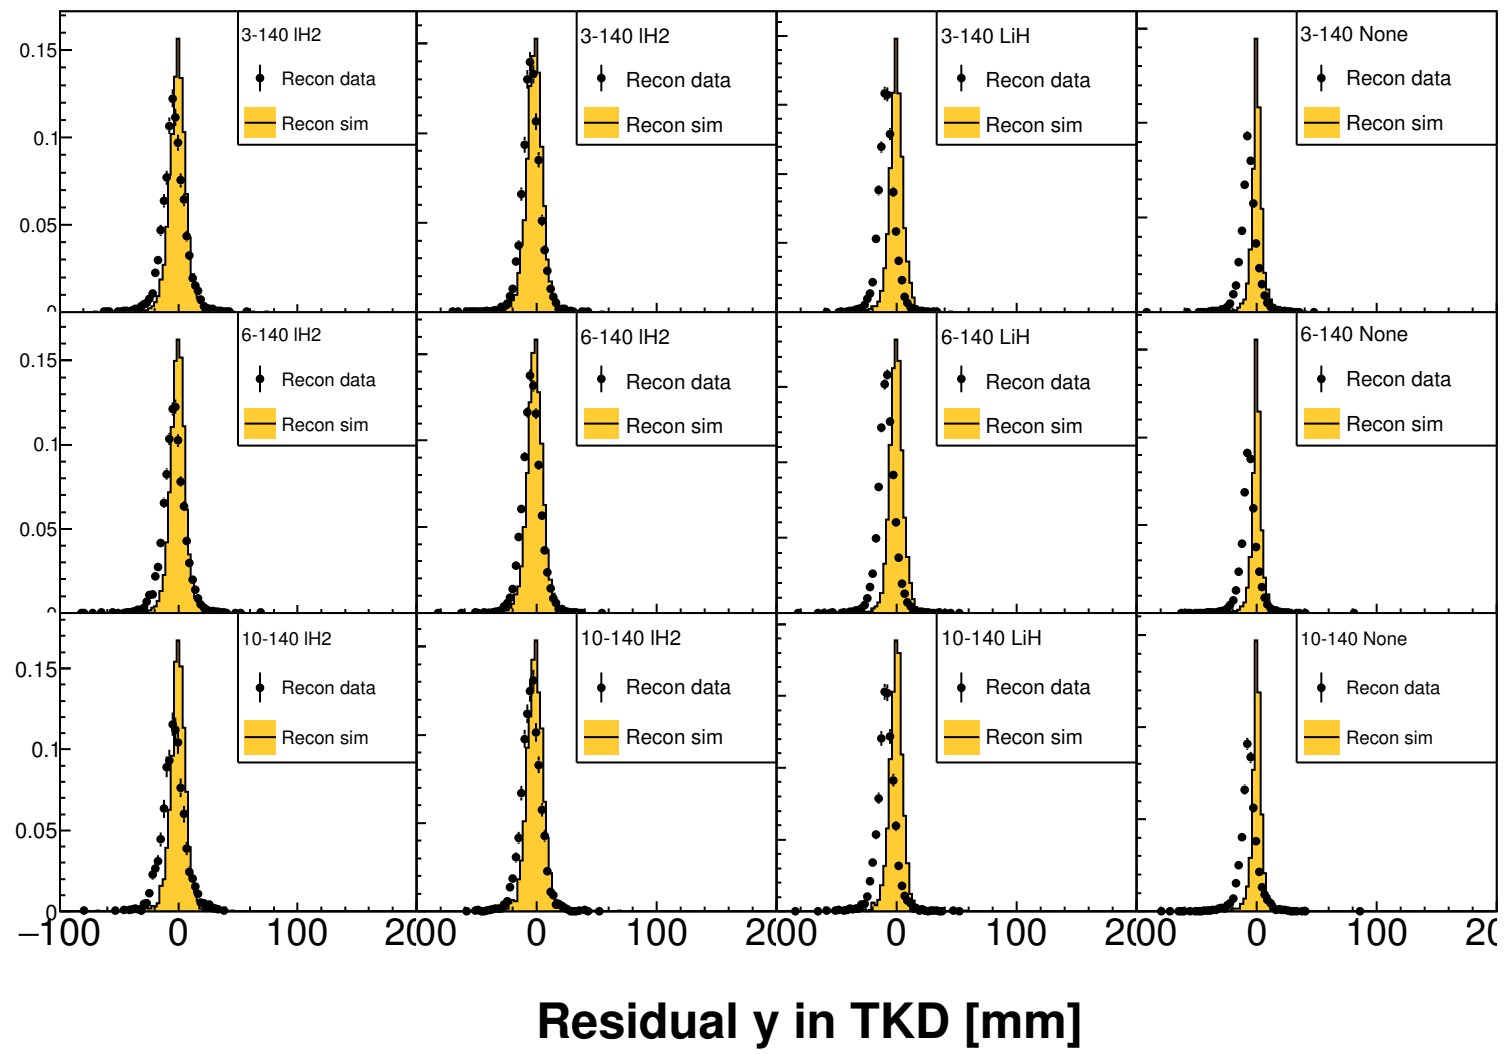 3-140 lH2
Recon data
Recon sim
3-140 lH2
Recon data
Recon sim
3-140 LiH
Recon data
Recon sim
3-140 None
Recon data
Recon sim
0.15
0.1
0.05
0
6-140 lH2
Recon data
Recon sim
6-140 lH2
Recon data
Recon sim
6-140 LiH
Recon data
Recon sim
6-140 None
Recon data
Recon sim
0.15
0.1
0.05
0
10-140 lH2
Recon data
Recon sim
10-140 lH2
Recon data
Recon sim
10-140 LiH
Recon data
Recon sim
10-140 None
Recon data
Recon sim
0.15
0.1
0.05
0
−100 0 100 200 0 100 200 0 100 200 0 100 20
Residual y in TKD [mm]